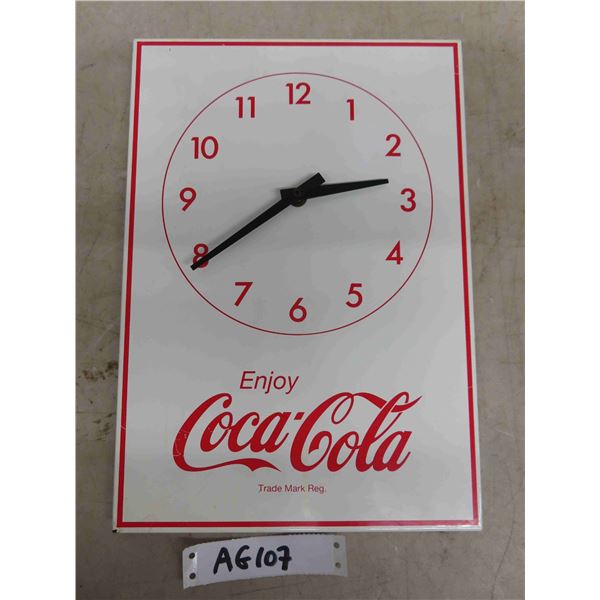 12
11 1
10 2
9 3
8 4
7 5
6
Enjoy
Coca-Cola
Trade Mark Reg.
AG107